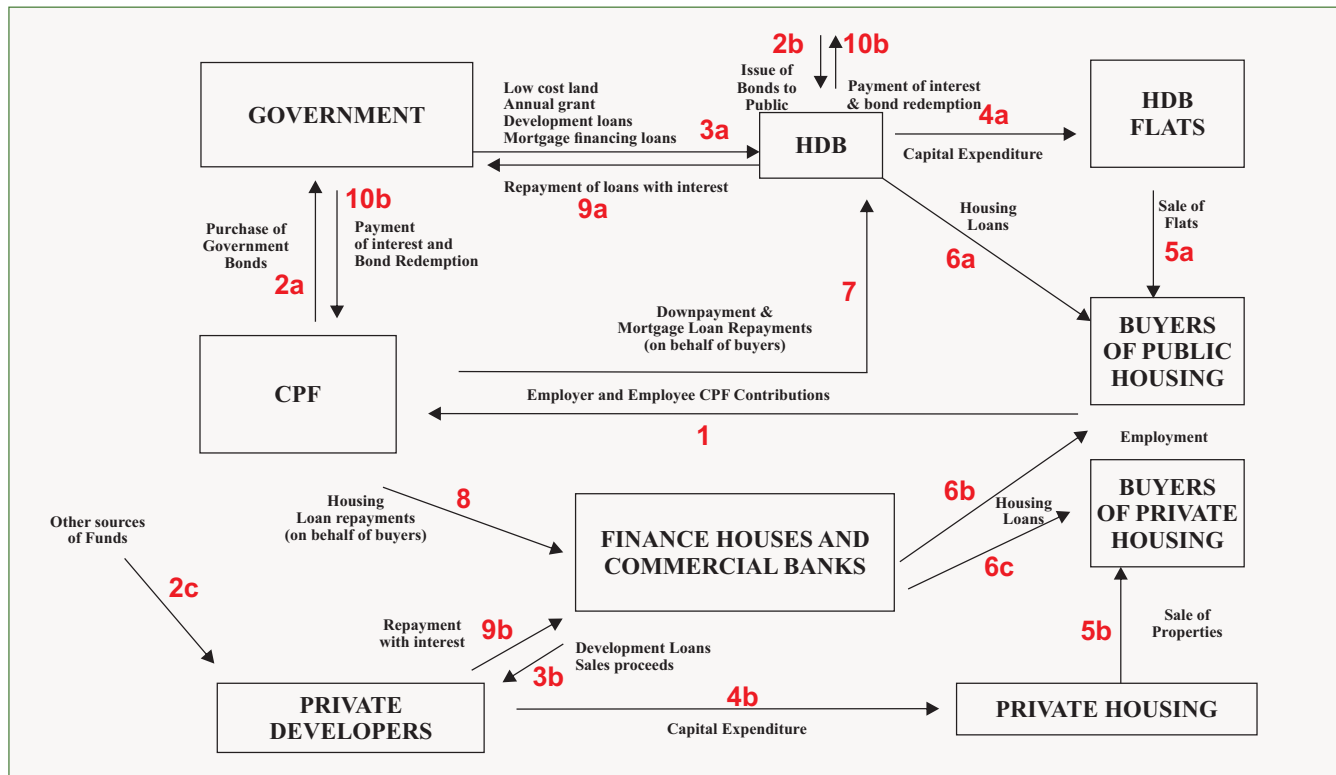 2b
10b
Issue of
Bonds to
Public
Payment of interest
& bond redemption
4a
HDB
FLATS
GOVERNMENT
Low cost land
Annual grant
Development loans
Mortgage financing loans
3a
HDB
Capital Expenditure
Repayment of loans with interest
9a
10b
Purchase of
Government
Bonds
2a
Payment
of interest and
Bond Redemption
Housing
Loans
6a
Sale of
Flats
5a
7
Downpayment &
Mortgage Loan Repayments
(on behalf of buyers)
BUYERS
OF PUBLIC
HOUSING
CPF
Employer and Employee CPF Contributions
1
Employment
8
Housing
Loan repayments
(on behalf of buyers)
Other sources
of Funds
2c
FINANCE HOUSES AND
COMMERCIAL BANKS
6b
Housing
Loans
6c
BUYERS
OF PRIVATE
HOUSING
Repayment
with interest
9b
Development Loans
Sales proceeds
3b
5b
Sale of
Properties
PRIVATE
DEVELOPERS
4b
Capital Expenditure
PRIVATE HOUSING